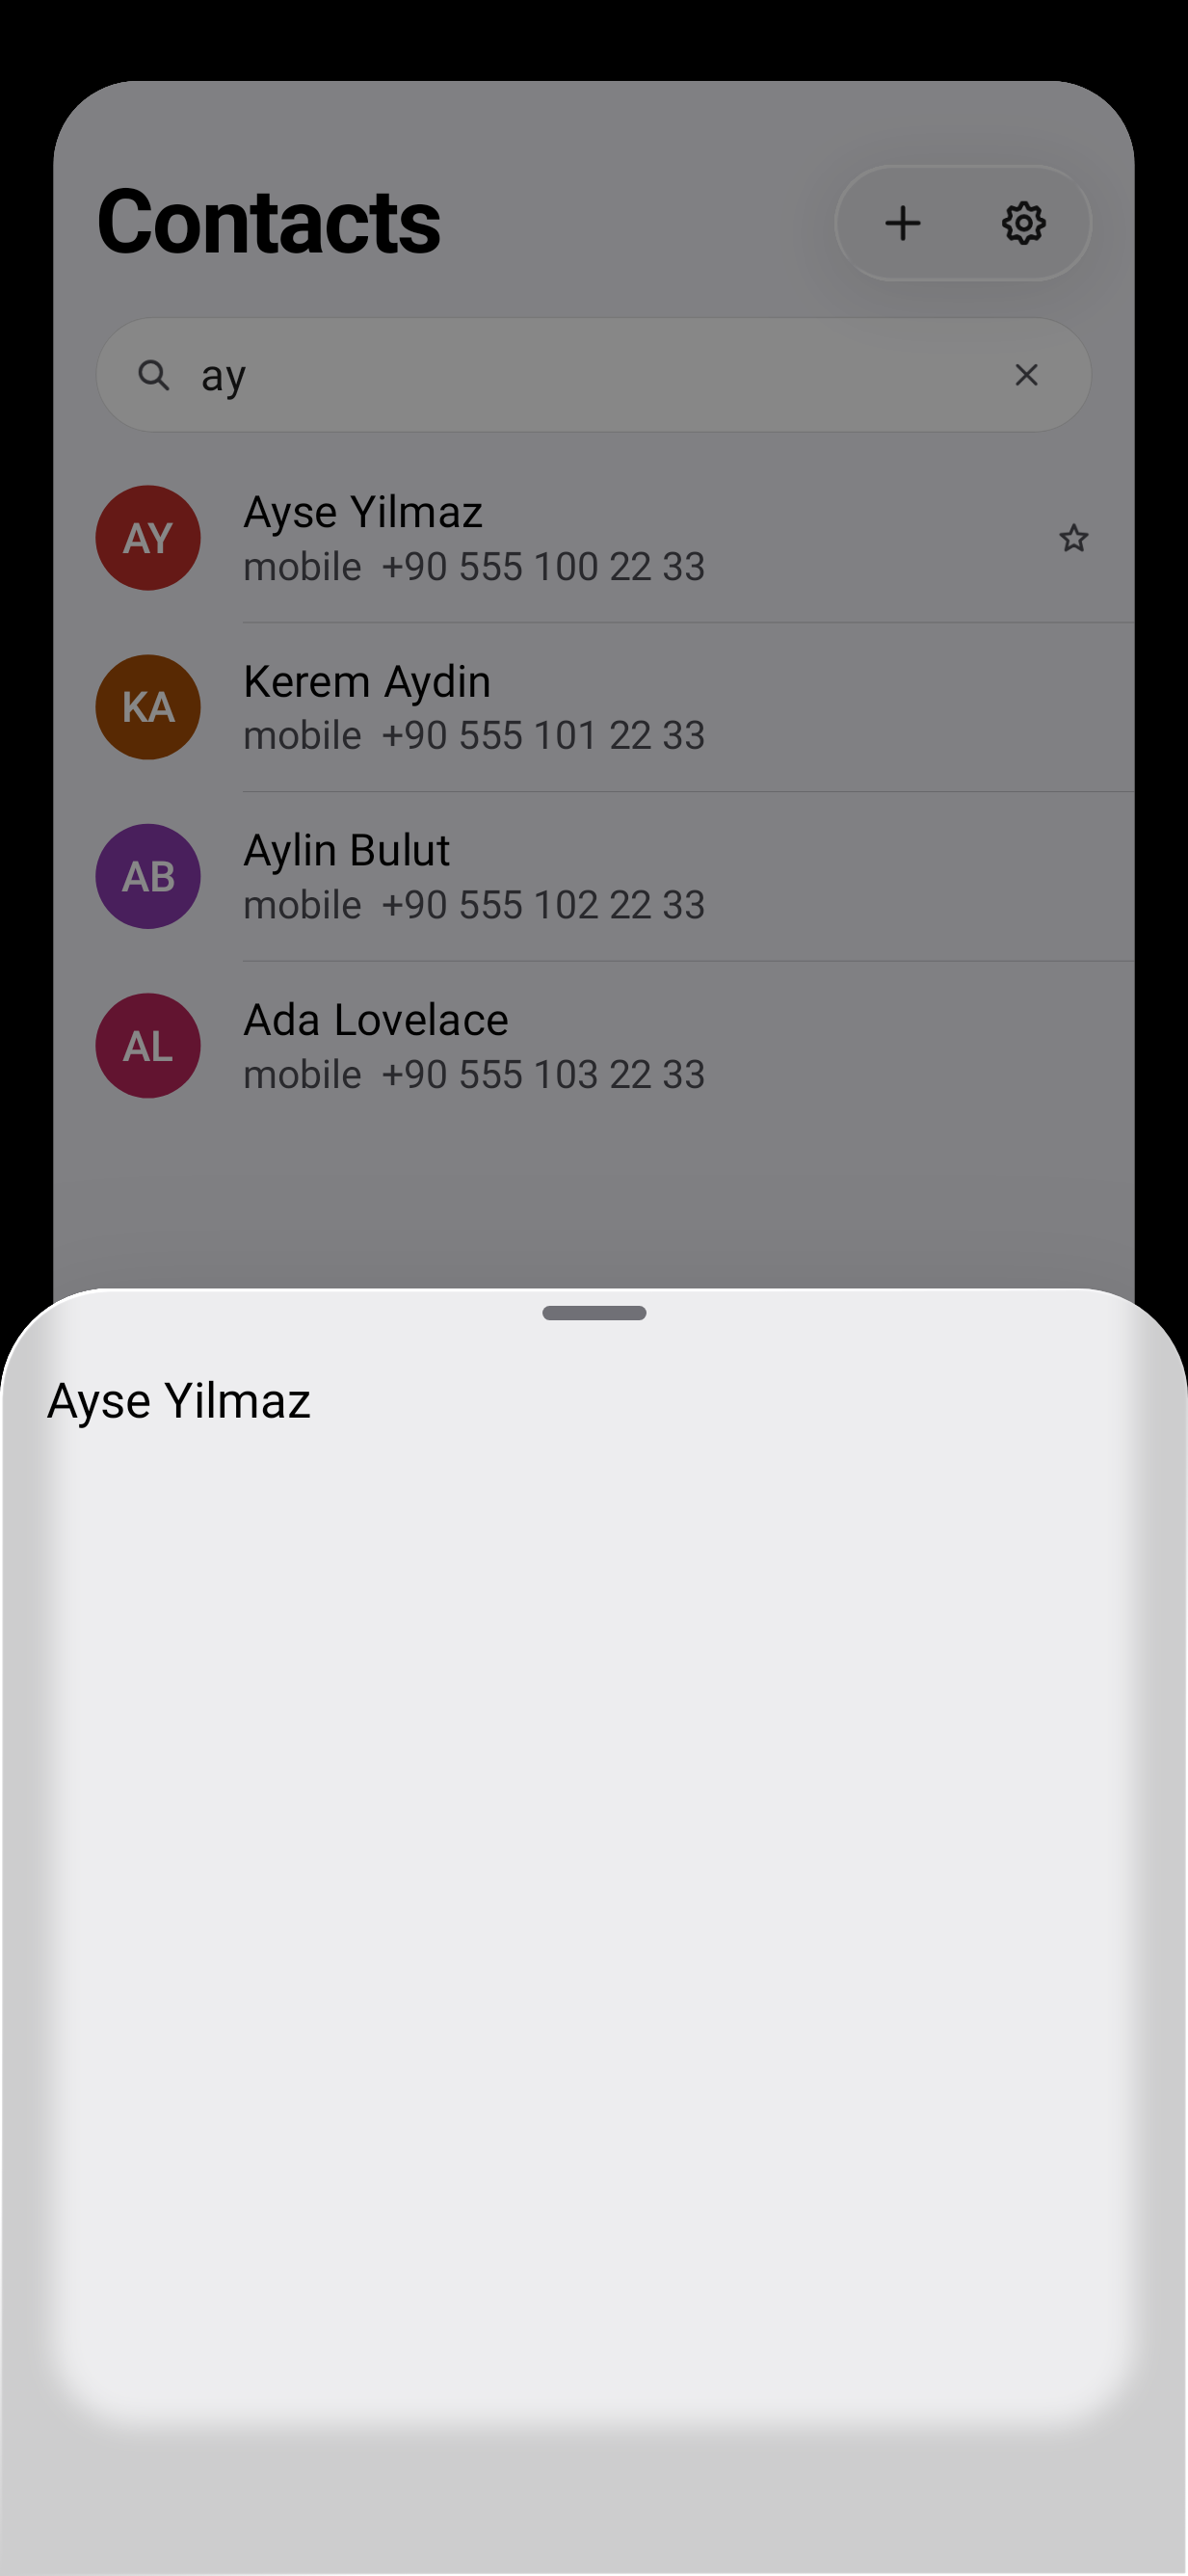 Contacts
ay
AY
Ayse Yilmaz
mobile +90 555 100 22 33
KA
Kerem Aydin
mobile +90 555 101 22 33
AB
Aylin Bulut
mobile +90 555 102 22 33
AL
Ada Lovelace
mobile +90 555 103 22 33
Ayse Yilmaz